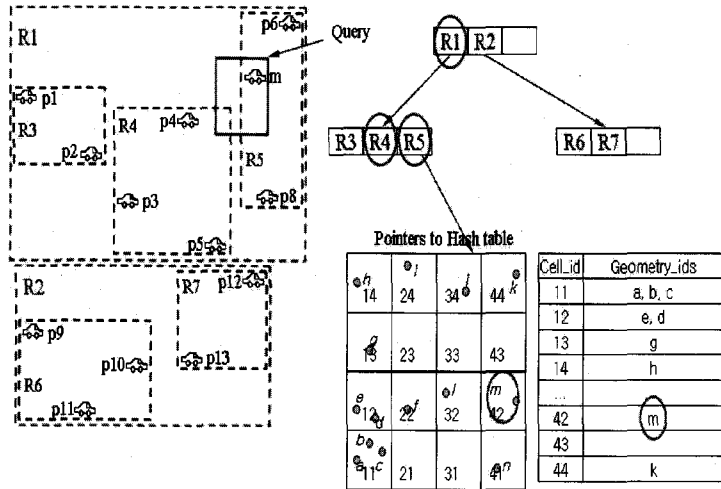 R1
p6
Query
m
p1
R3
p2
R4
p4
R5
p3
p8
p5
R2
R7
p12
p9
p10
p13
R6
p11
R1 R2
R3 R4 R5
R6 R7
Pointers to Hash table
h 14
i 24
j 34
k 44
g 13
23
33
43
e 12 d
f 22
l 32
m 42
b a 11 c
21
31
41 n
Cell_id Geometry_ids
11 a, b, c
12 e, d
13 g
14 h
...
42 m
43
44 k